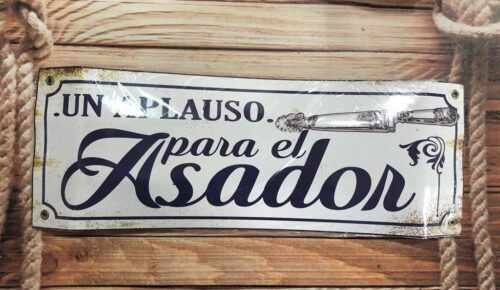 .UN APLAUSO.
para el
Asador